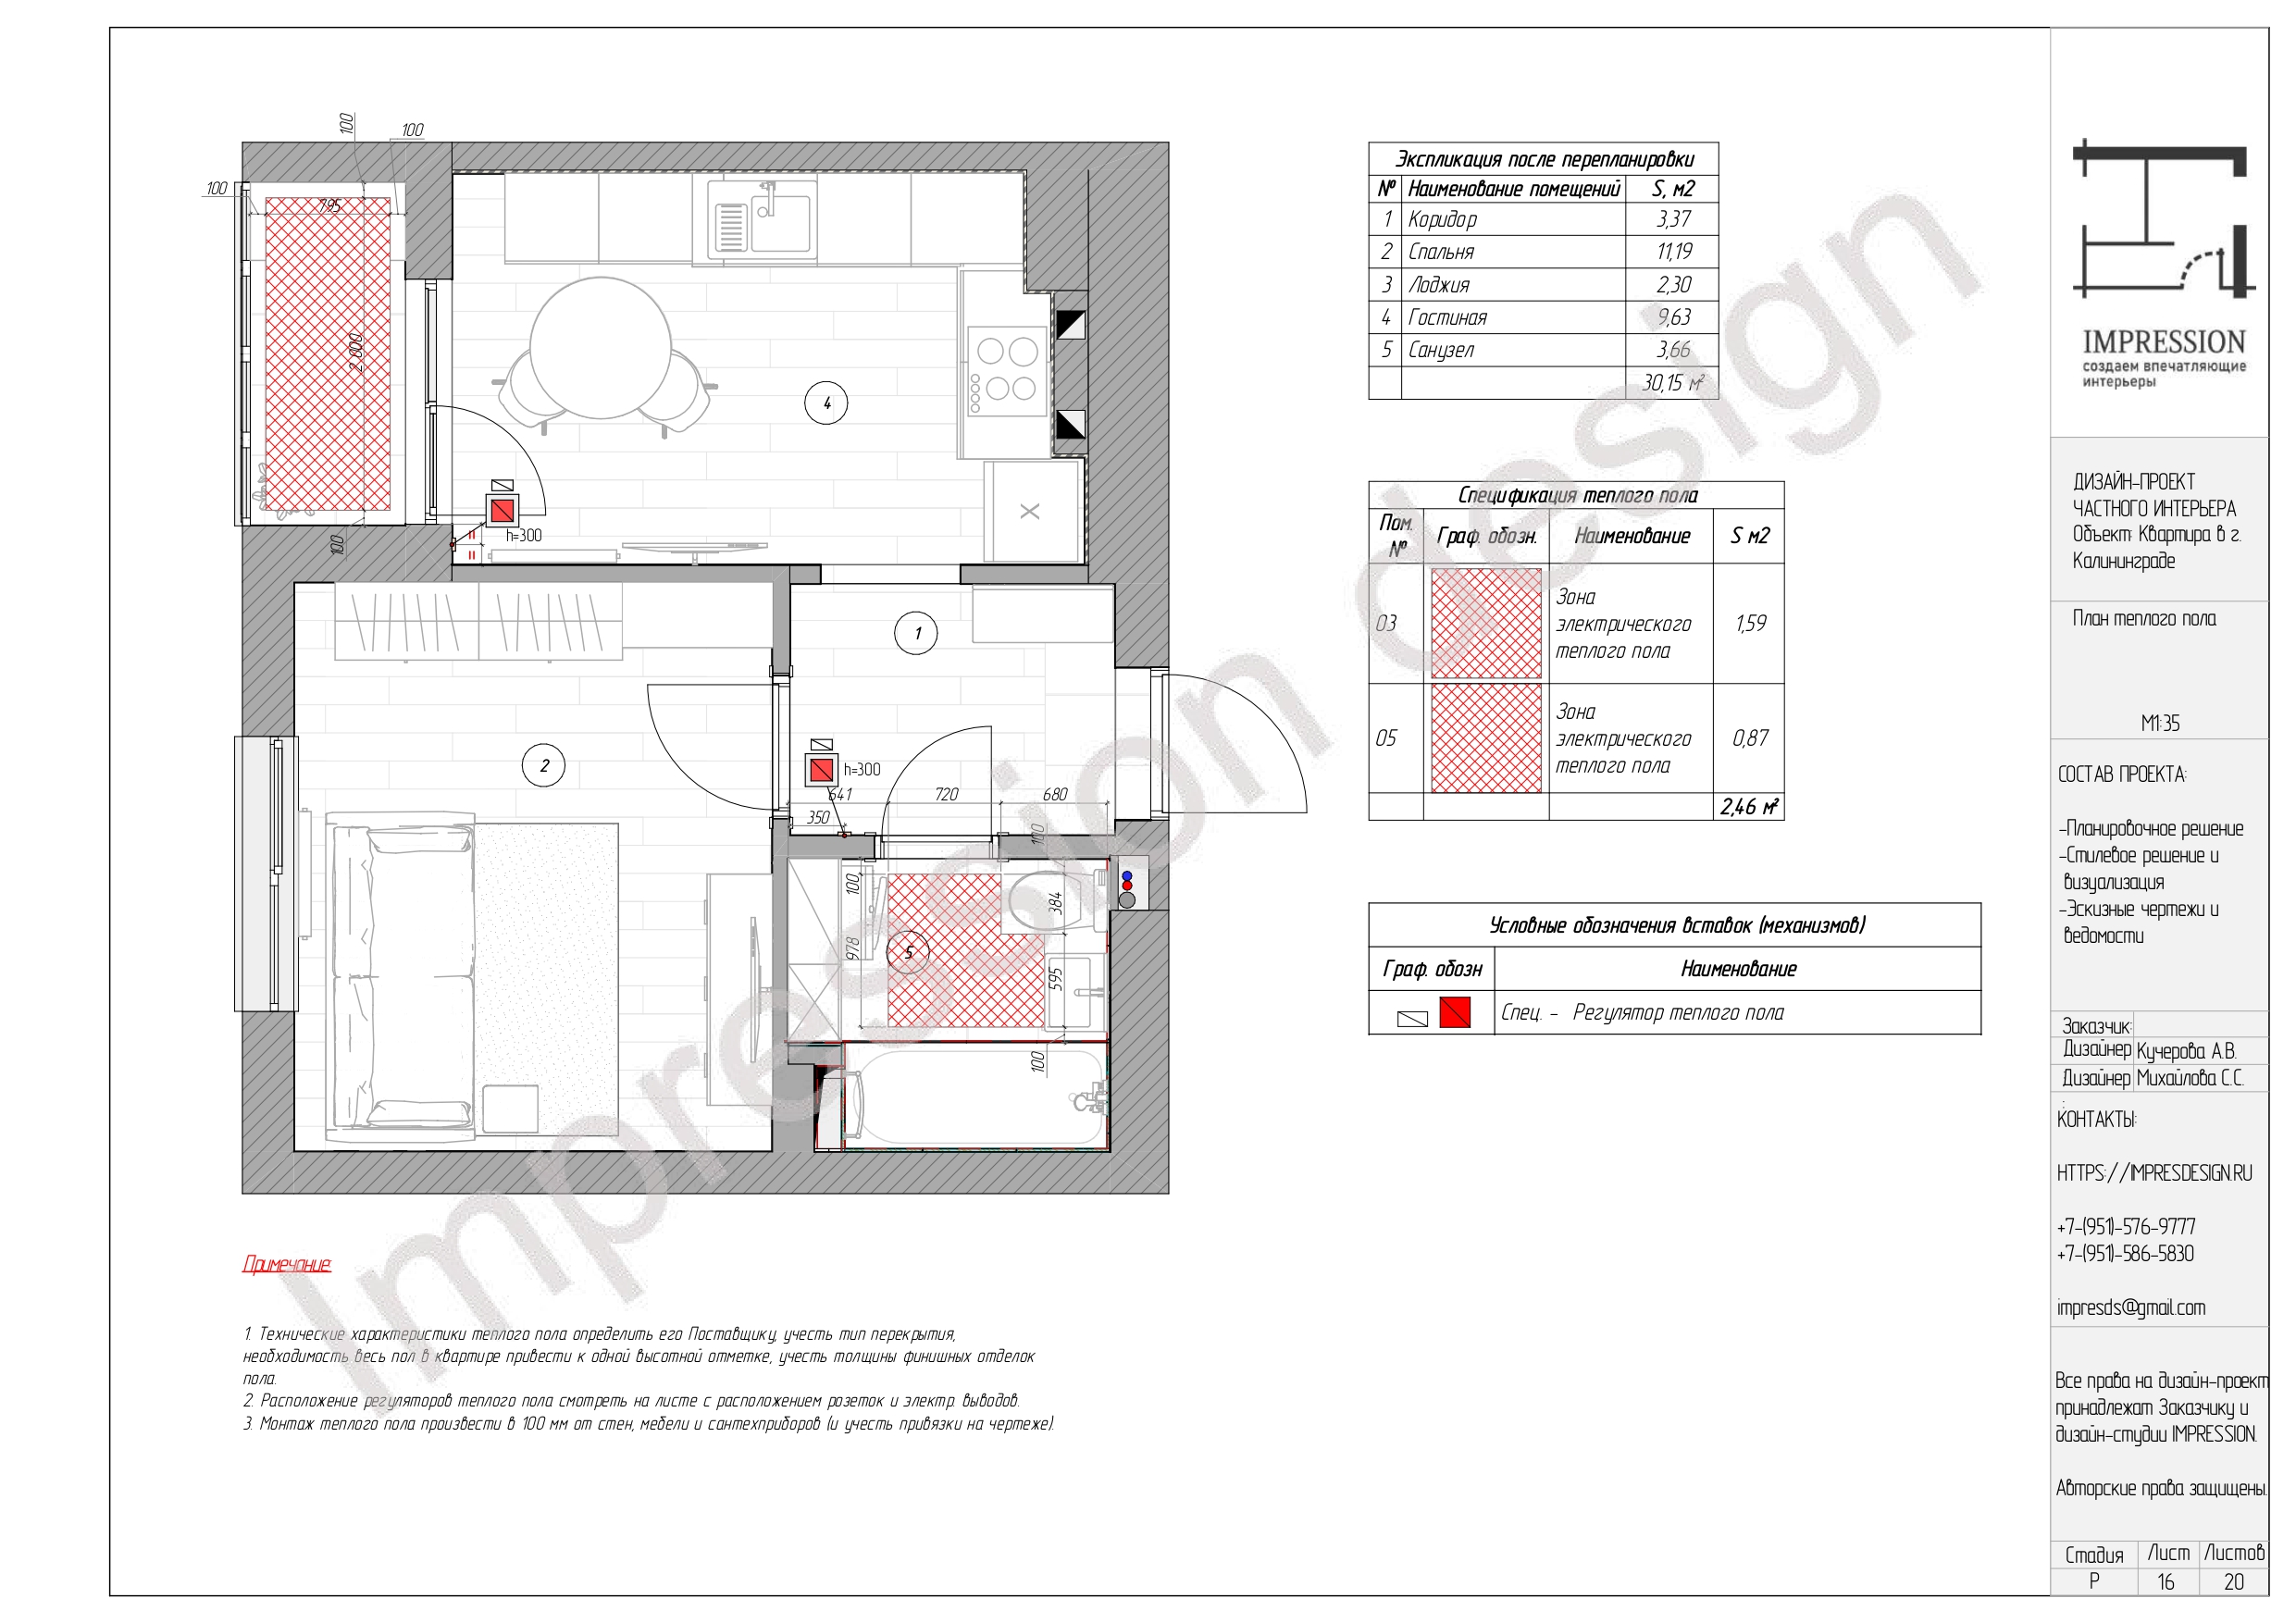 100
100
100
795
2 800
100
h=300
4
1
2
h=300
641
720
680
350
100
100
384
978
5
595
100
Экспликация после перепланировки
№ Наименование помещений S, м2
1 Коридор 3,37
2 Спальня 11,19
3 Лоджия 2,30
4 Гостиная 9,63
5 Санузел 3,66
30,15 м²
Спецификация теплого пола
Пом. № Граф. обозн. Наименование S м2
03 Зона электрического теплого пола 1,59
05 Зона электрического теплого пола 0,87
2,46 м²
Условные обозначения вставок (механизмов)
Граф. обозн Наименование
Спец. - Регулятор теплого пола
Примечание:
1. Технические характеристики теплого пола определить его Поставщику, учесть тип перекрытия,
необходимость весь пол в квартире привести к одной высотной отметке, учесть толщины финишных отделок
пола.
2. Расположение регуляторов теплого пола смотреть на листе с расположением розеток и электр. выводов.
3. Монтаж теплого пола произвести в 100 мм от стен, мебели и сантехприборов (и учесть привязки на чертеже).
Impression design
IMPRESSION
создаем впечатляющие
интерьеры
ДИЗАЙН-ПРОЕКТ
ЧАСТНОГО ИНТЕРЬЕРА
Объект: Квартира в г.
Калининграде
План теплого пола
М1:35
СОСТАВ ПРОЕКТА:
-Планировочное решение
-Стилевое решение и
визуализация
-Эскизные чертежи и
ведомости
Заказчик:
Дизайнер Кучерова А.В.
Дизайнер Михайлова С.С.
:
КОНТАКТЫ:
HTTPS://IMPRESDESIGN.RU
+7-(951)-576-9777
+7-(951)-586-5830
impresds@gmail.com
Все права на дизайн-проект
принадлежат Заказчику и
дизайн-студии IMPRESSION.
Авторские права защищены.
Стадия Лист Листов
Р 16 20